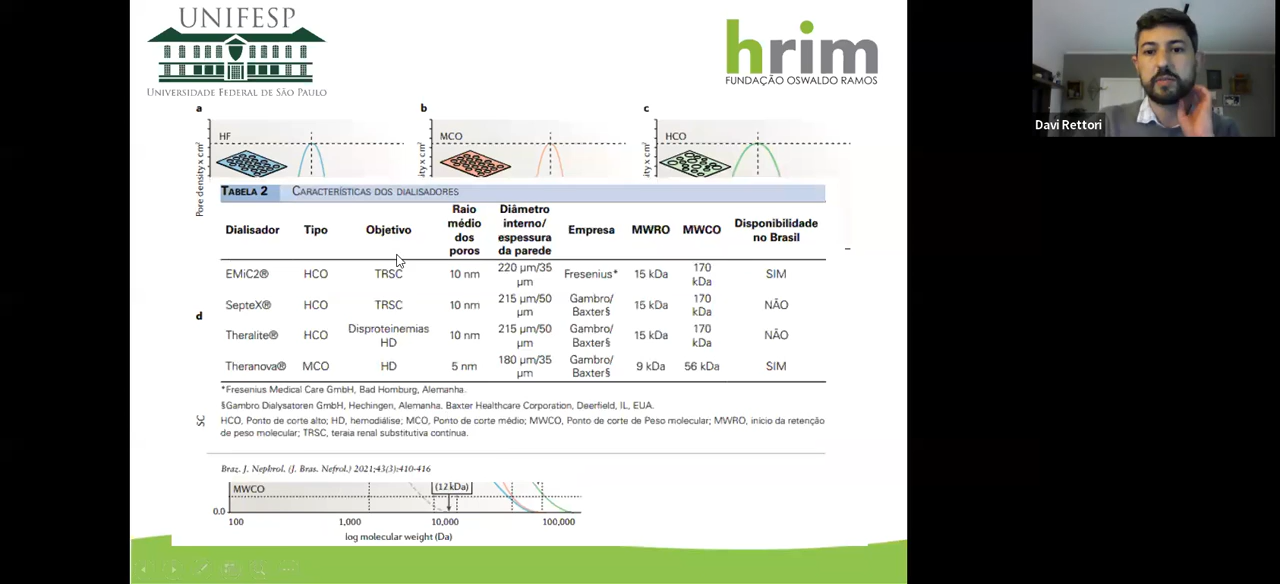 UNIFESP
UNIVERSIDADE FEDERAL DE SÃO PAULO
hrim
FUNDAÇÃO OSWALDO RAMOS
Davi Rettori
a
b
c
HF
MCO
HCO
Pore density x cm
TABELA 2 CARACTERÍSTICAS DOS DIALISADORES
Dialisador Tipo Objetivo Raio médio dos poros Diâmetro interno/ espessura da parede Empresa MWRO MWCO Disponibilidade no Brasil
EMiC2® HCO TRSC 10 nm 220 µm/35 µm Fresenius* 15 kDa 170 kDa SIM
SepteX® HCO TRSC 10 nm 215 µm/50 µm Gambro/ Baxter§ 15 kDa 170 kDa NÃO
Theralite® HCO Disproteinemias HD 10 nm 215 µm/50 µm Gambro/ Baxter§ 15 kDa 170 kDa NÃO
Theranova® MCO HD 5 nm 180 µm/35 µm Gambro/ Baxter§ 9 kDa 56 kDa SIM
*Fresenius Medical Care GmbH, Bad Homburg, Alemanha.
§Gambro Dialysatoren GmbH, Hechingen, Alemanha. Baxter Healthcare Corporation, Deerfield, IL, EUA.
HCO, Ponto de corte alto; HD, hemodiálise; MCO, Ponto de corte médio; MWCO, Ponto de corte de Peso molecular; MWRO, início da retenção
de peso molecular; TRSC, teraia renal substitutiva contínua.
d
SC
Braz. J. Nephrol. (J. Bras. Nefrol.) 2021;43(3):410-416
MWCO
(12 kDa)
0.0
100 1,000 10,000 100,000
log molecular weight (Da)